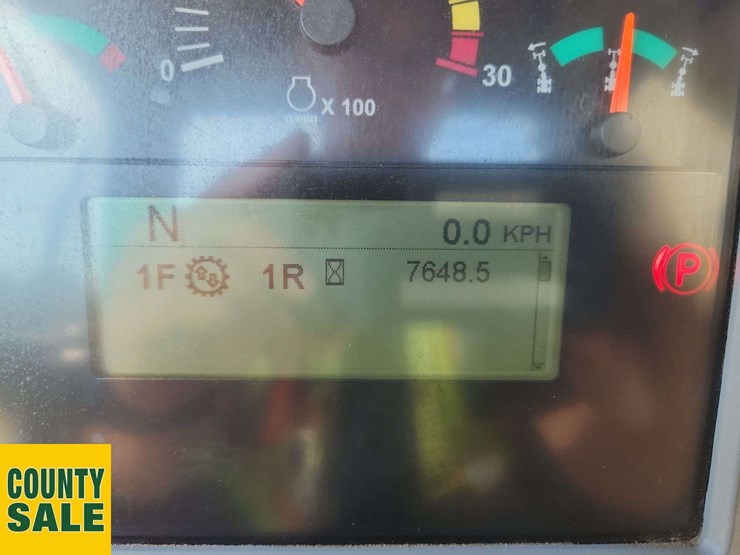 0
30
X 100
N 0.0 KPH
1F 1R 7648.5
P
COUNTY
SALE